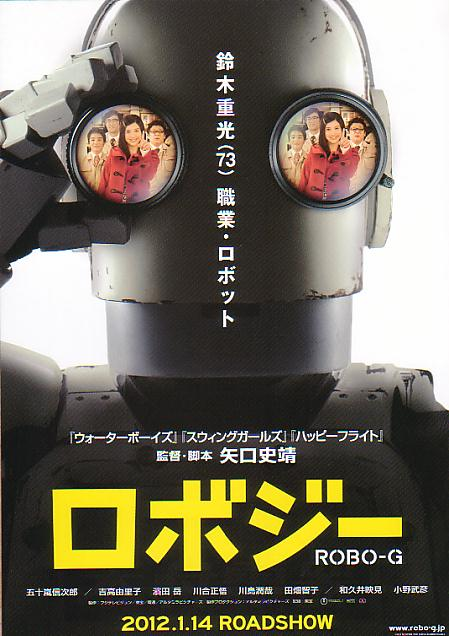 鈴木重光(73) 職業・ロボット
『ウォーターボーイズ』『スウィングガールズ』『ハッピーフライト』
監督・脚本 矢口史靖
ロボジー
ROBO-G
五十嵐信次郎 / 吉高由里子 濱田 岳 川合正悟 川島潤哉 田畑智子 / 和久井映見 小野武彦
2012.1.14 ROADSHOW
www.robo-g.jp